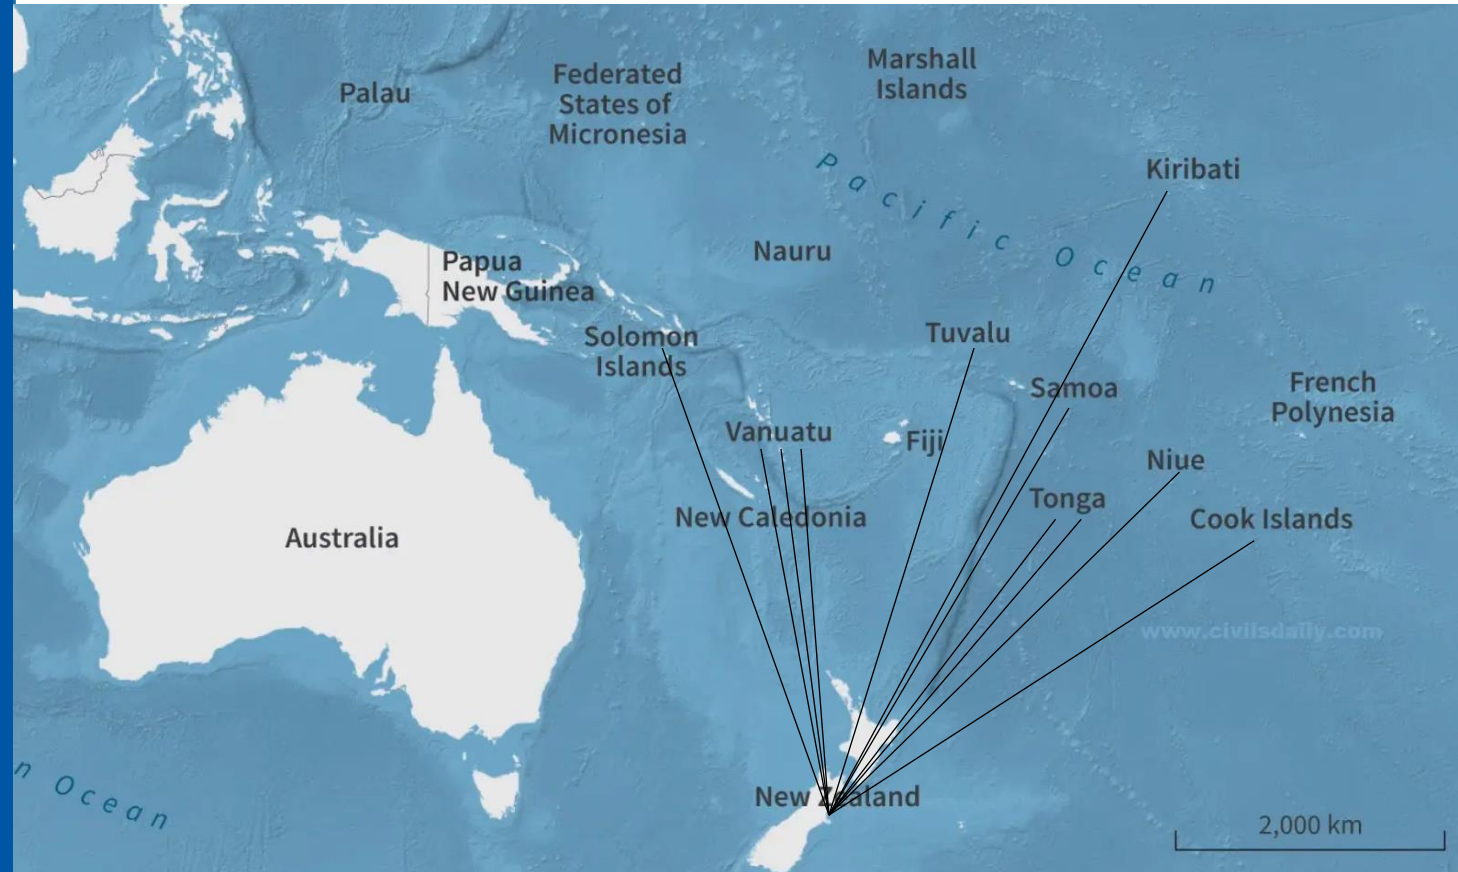 Marshall
Islands
Federated
States of
Micronesia
Palau
Pacific Ocean
Kiribati
Nauru
Papua
New Guinea
Solomon
Islands
Tuvalu
Samoa
French
Polynesia
Vanuatu
Fiji
Niue
Tonga
New Caledonia
Cook Islands
Australia
www.civilsdaily.com
n Ocean
New Zealand
2,000 km